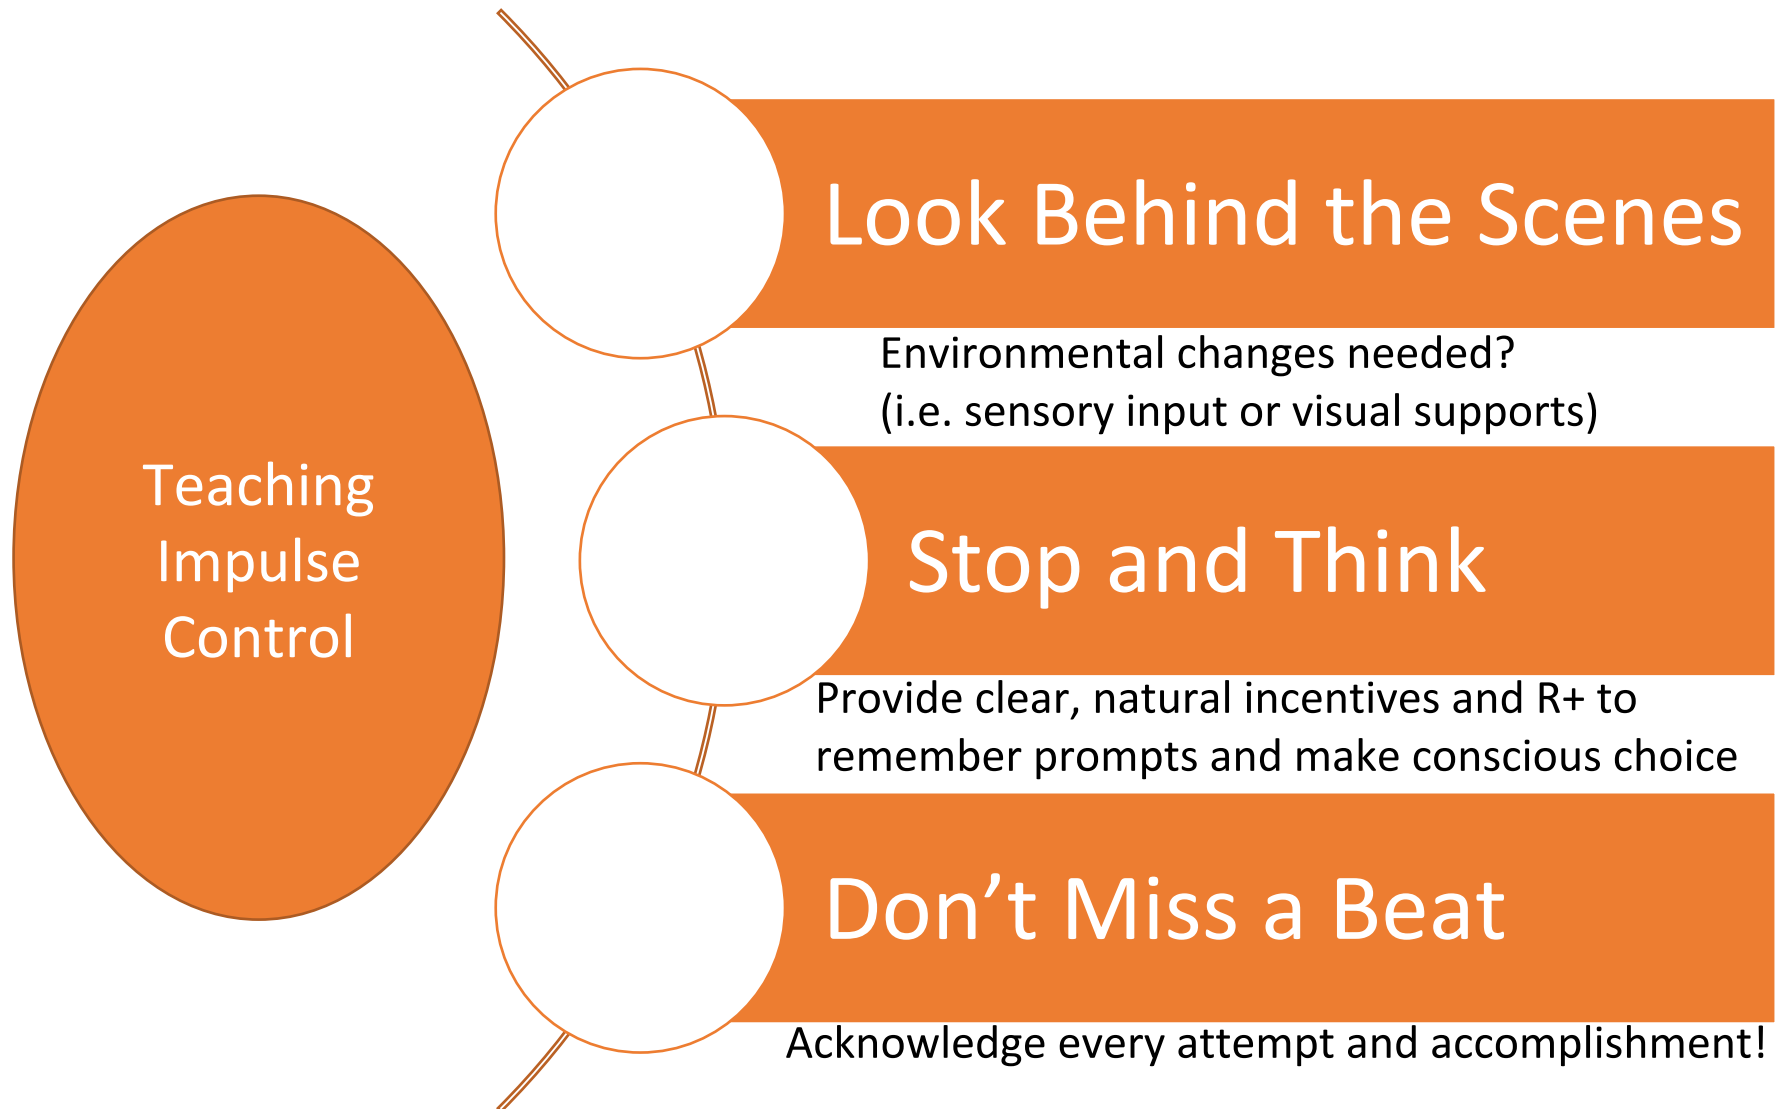 Teaching
Impulse
Control
Look Behind the Scenes
Environmental changes needed?
(i.e. sensory input or visual supports)
Stop and Think
Provide clear, natural incentives and R+ to
remember prompts and make conscious choice
Don’t Miss a Beat
Acknowledge every attempt and accomplishment!